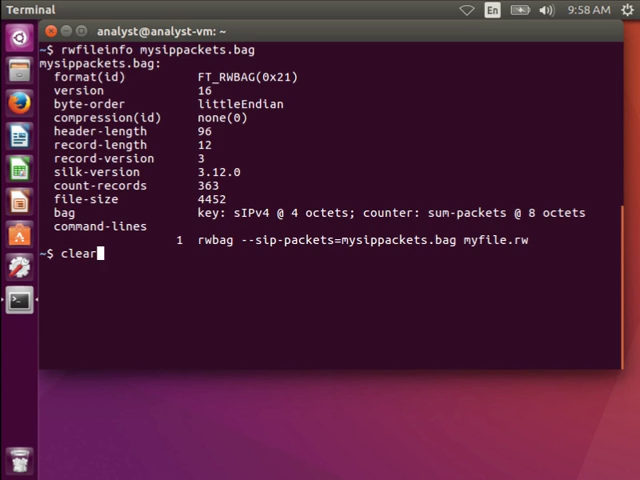 Terminal
En
9:58 AM
analyst@analyst-vm: ~
~$ rwfileinfo mysippackets.bag
mysippackets.bag:
format(id) FT_RWBAG(0x21)
version 16
byte-order littleEndian
compression(id) none(0)
header-length 96
record-length 12
record-version 3
silk-version 3.12.0
count-records 363
file-size 4452
bag key: sIPv4 @ 4 octets; counter: sum-packets @ 8 octets
command-lines
1 rwbag --sip-packets=mysippackets.bag myfile.rw
~$ clear